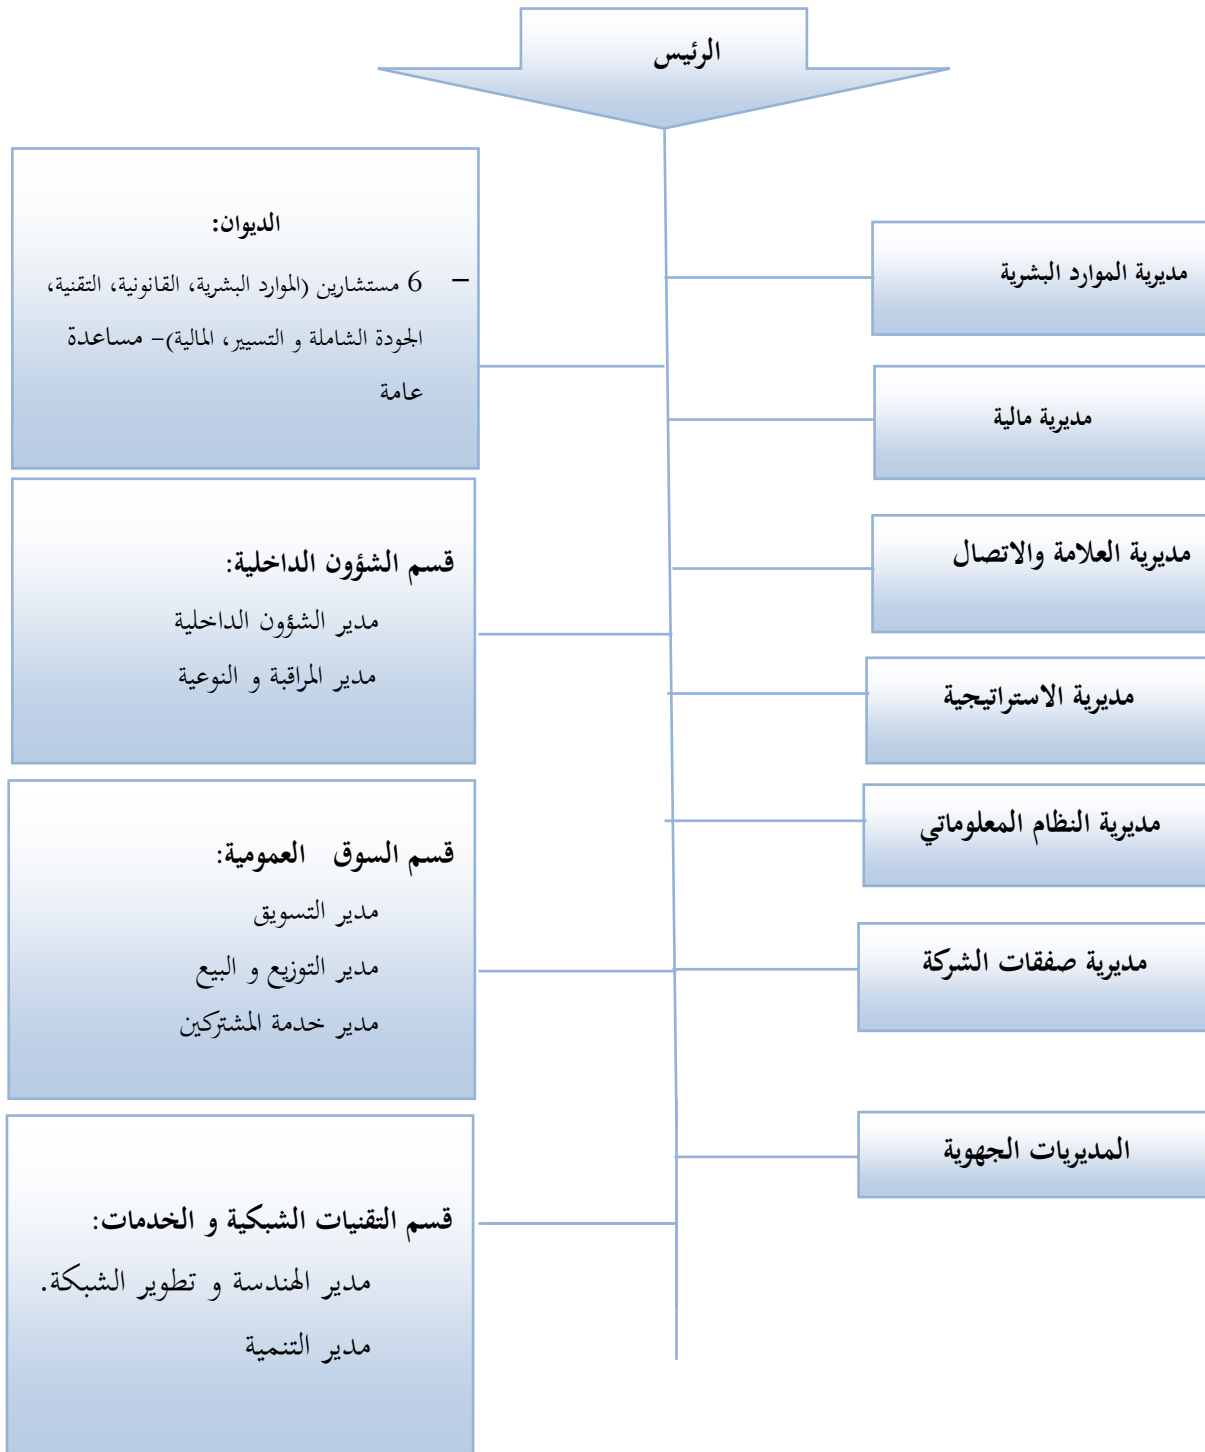 الرئيس
مديرية الموارد البشرية
مديرية مالية
مديرية العلامة والاتصال
مديرية الاستراتيجية
مديرية النظام المعلوماتي
مديرية صفقات الشركة
المديريات الجهوية
الديوان:
– 6 مستشارين (الموارد البشرية، القانونية، التقنية،
الجودة الشاملة و التسيير، المالية)– مساعدة
عامة
قسم الشؤون الداخلية:
مدير الشؤون الداخلية
مدير المراقبة و النوعية
قسم السوق العمومية:
مدير التسويق
مدير التوزيع و البيع
مدير خدمة المشتركين
قسم التقنيات الشبكية و الخدمات:
مدير الهندسة و تطوير الشبكة.
مدير التنمية